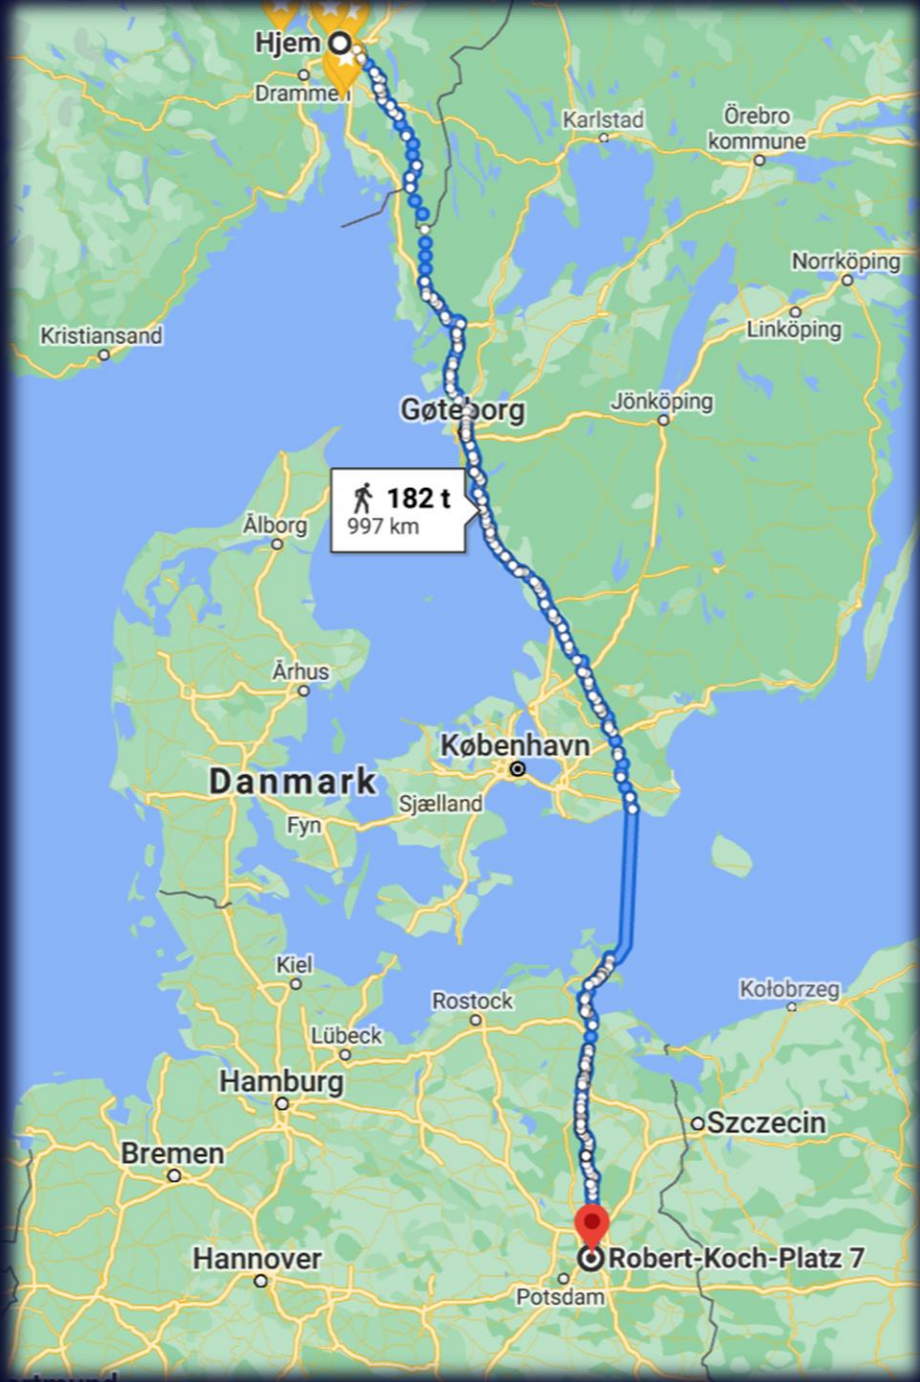 Hjem
Drammen
Karlstad
Örebro
kommune
Norrköping
Linköping
Kristiansand
Jönköping
Gøteborg
182 t
997 km
Ålborg
Århus
København
Danmark
Sjælland
Fyn
Kiel
Rostock
Kołobrzeg
Lübeck
Hamburg
Szczecin
Bremen
Hannover
Robert-Koch-Platz 7
Potsdam